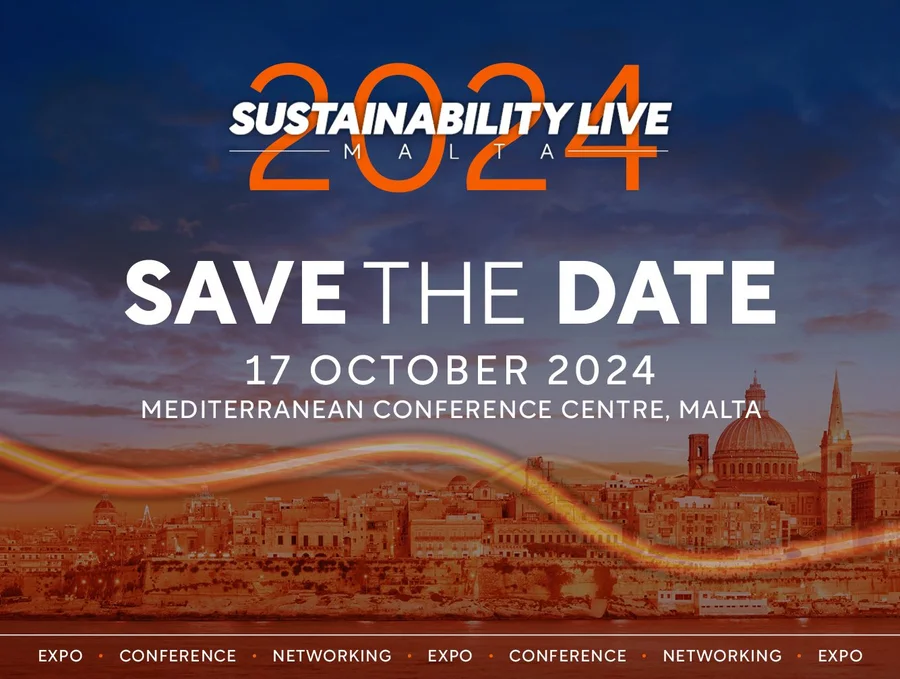 2024
SUSTAINABILITY LIVE
MALTA
SAVE THE DATE
17 OCTOBER 2024
MEDITERRANEAN CONFERENCE CENTRE, MALTA
EXPO • CONFERENCE • NETWORKING • EXPO • CONFERENCE • NETWORKING • EXPO